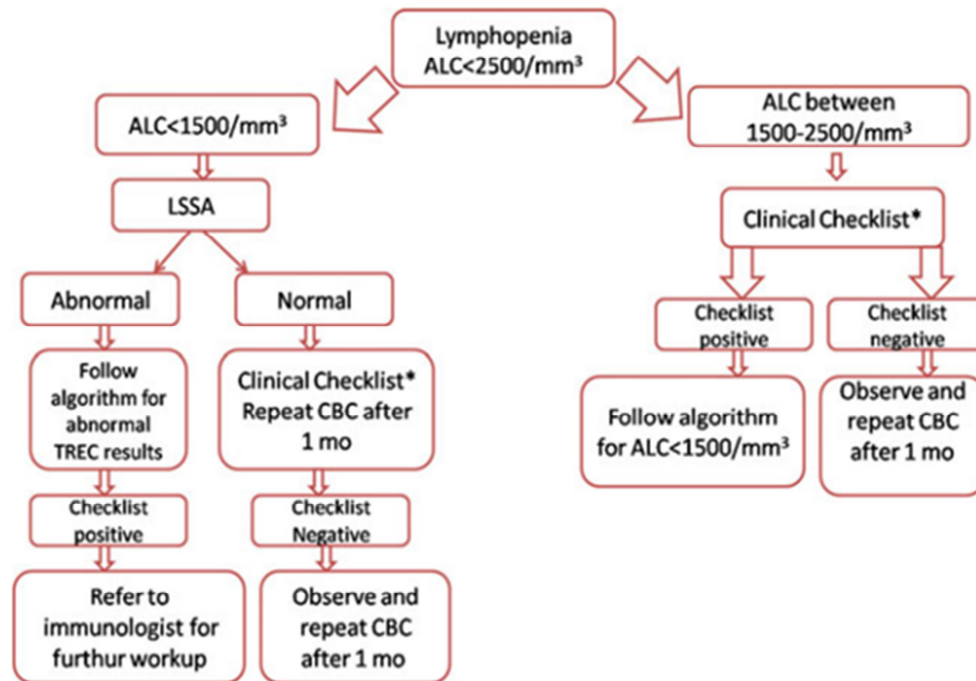 Lymphopenia
ALC<2500/mm³
ALC<1500/mm³
LSSA
Abnormal
Normal
Follow
algorithm for
abnormal
TREC results
Clinical Checklist*
Repeat CBC after
1 mo
Checklist
positive
Checklist
Negative
Refer to
immunologist for
furthur workup
Observe and
repeat CBC
after 1 mo
ALC between
1500-2500/mm³
Clinical Checklist*
Checklist
positive
Checklist
negative
Follow algorithm
for ALC<1500/mm³
Observe and
repeat CBC
after 1 mo